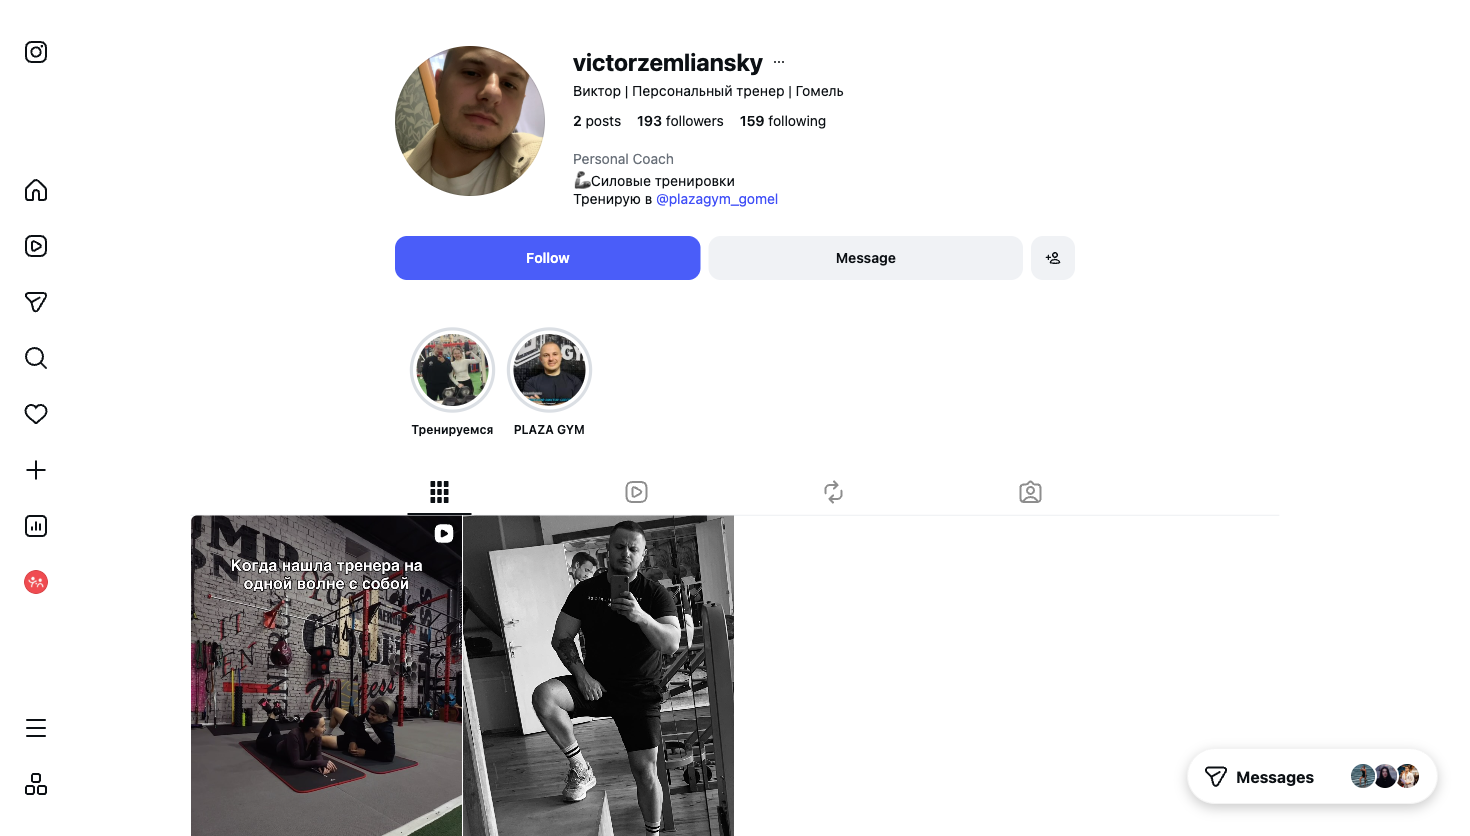 victorzemliansky ...
Виктор | Персональный тренер | Гомель
2 posts 193 followers 159 following
Personal Coach
🦾Силовые тренировки
Тренирую в @plazagym_gomel
Follow
Message
Тренируемся
PLAZA GYM
Когда нашла тренера на
одной волне с собой
Messages